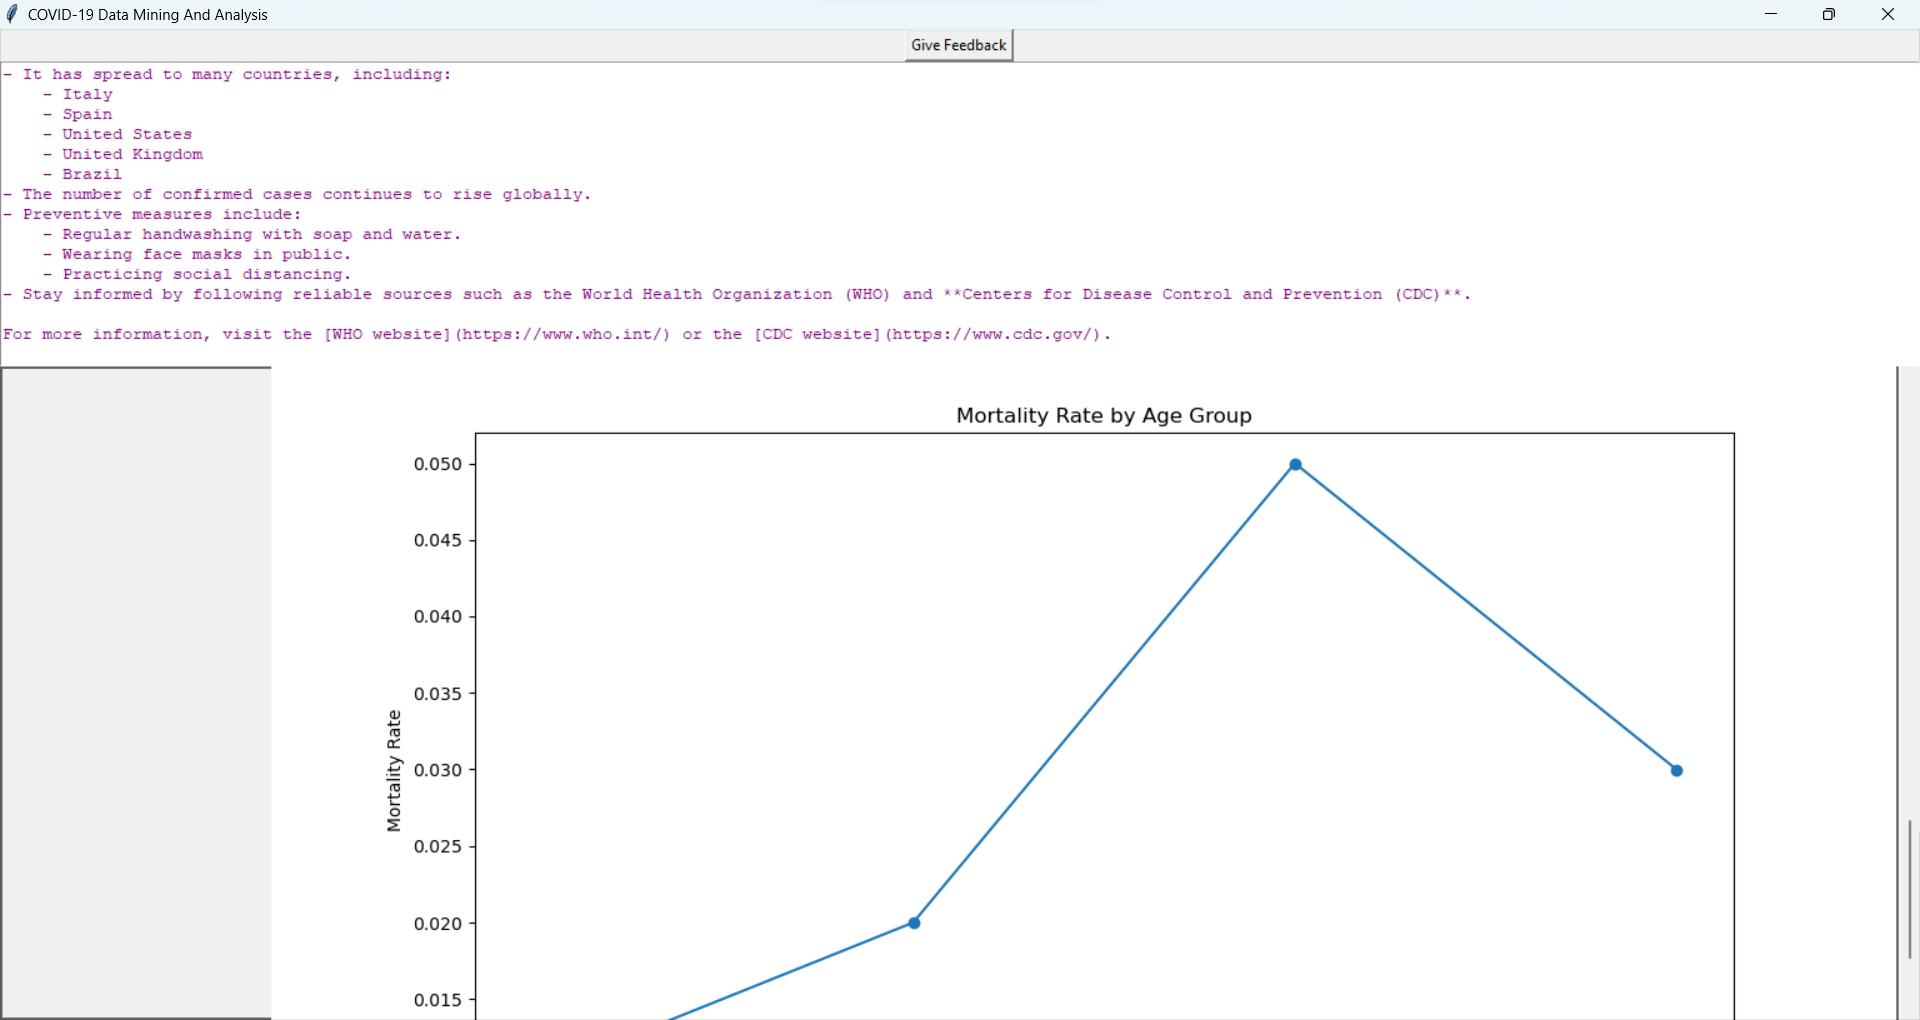 COVID-19 Data Mining And Analysis
Give Feedback
- It has spread to many countries, including:
- Italy
- Spain
- United States
- United Kingdom
- Brazil
- The number of confirmed cases continues to rise globally.
- Preventive measures include:
- Regular handwashing with soap and water.
- Wearing face masks in public.
- Practicing social distancing.
- Stay informed by following reliable sources such as the World Health Organization (WHO) and **Centers for Disease Control and Prevention (CDC)**.
For more information, visit the [WHO website](https://www.who.int/) or the [CDC website](https://www.cdc.gov/).
Mortality Rate by Age Group
0.050
0.045
0.040
0.035
0.030
0.025
0.020
0.015
Mortality Rate